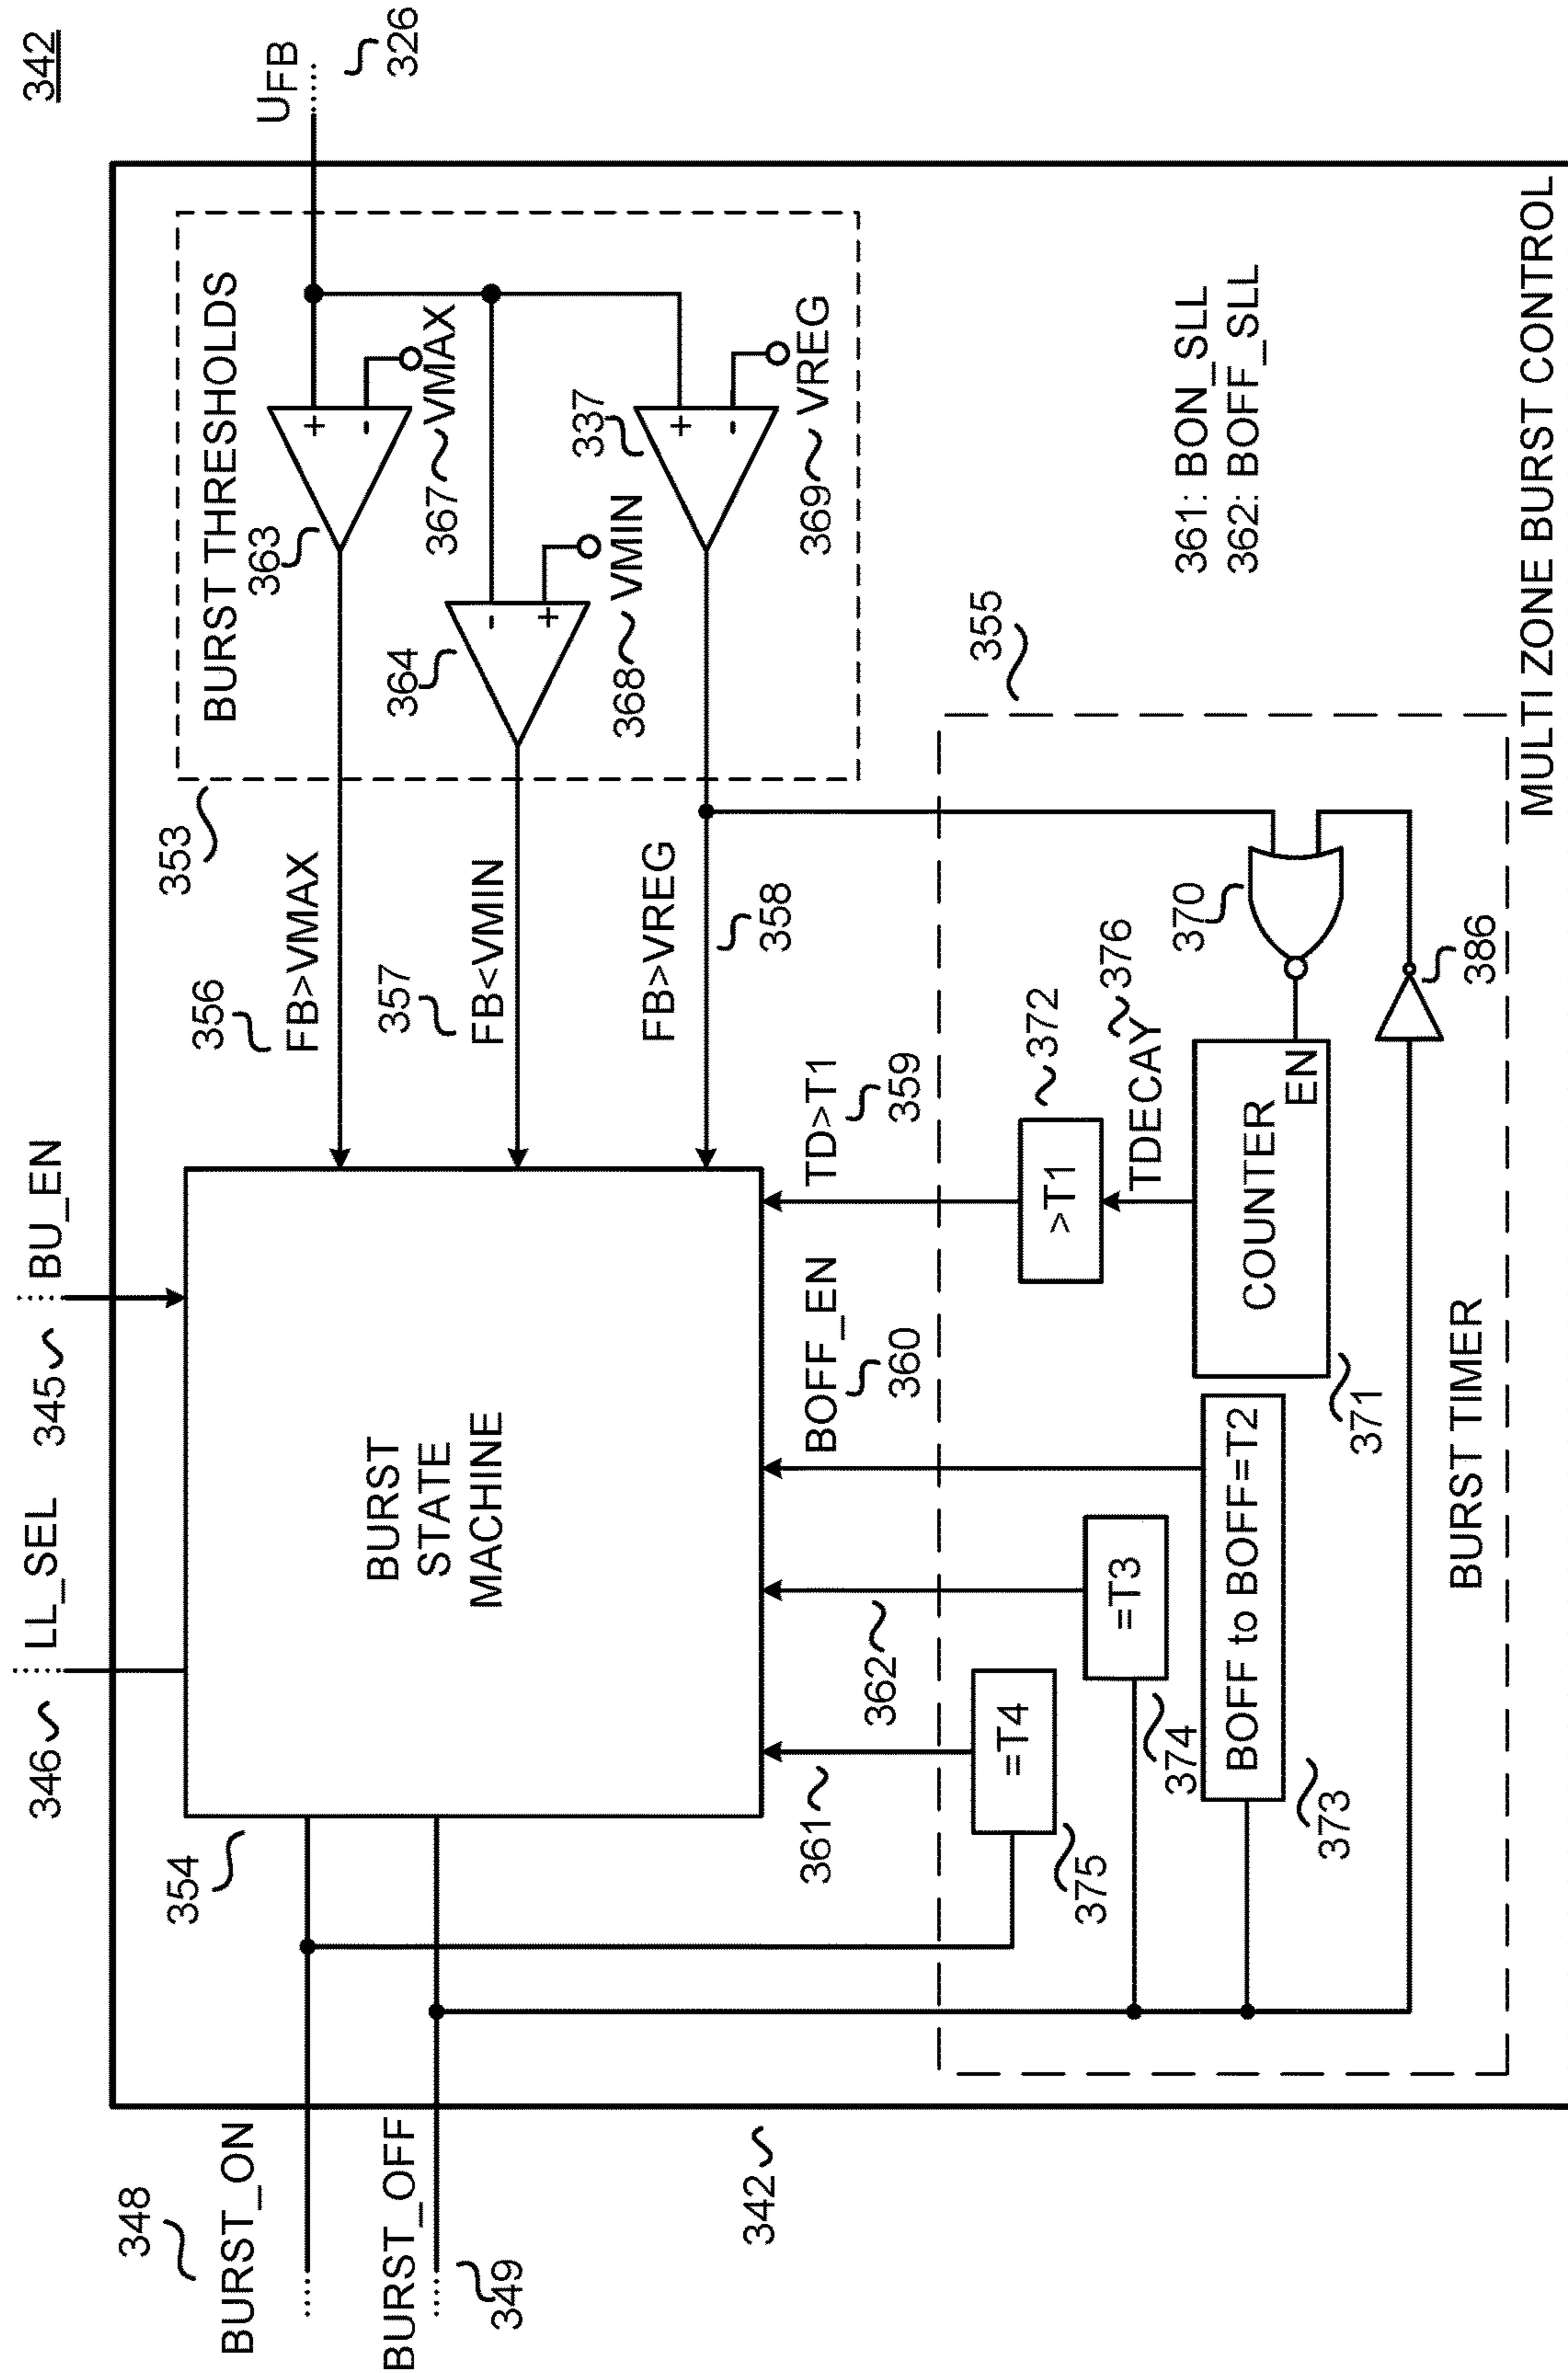 342
U_FB
326
BU_EN
345
LL_SEL
346
BURST THRESHOLDS
363
+
-
367
VMAX
364
-
+
368
VMIN
337
+
-
369
VREG
353
356
FB>VMAX
357
FB<VMIN
FB>VREG
358
BURST
STATE
MACHINE
354
348
BURST_ON
BURST_OFF
349
342
TD>T1
359
BOFF_EN
360
362
361
355
361: BON_SLL
362: BOFF_SLL
370
376
TDECAY
372
>T1
COUNTER
EN
371
386
BOFF to BOFF=T2
373
=T3
374
=T4
375
BURST TIMER
MULTI ZONE BURST CONTROL